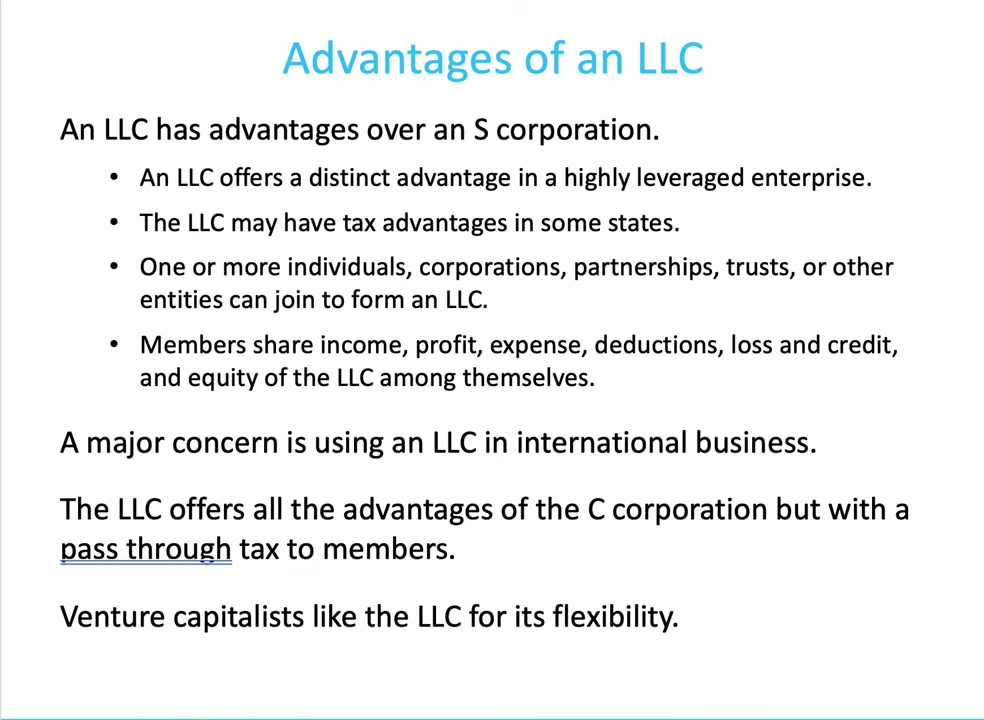 Advantages of an LLC
An LLC has advantages over an S corporation.
• An LLC offers a distinct advantage in a highly leveraged enterprise.
• The LLC may have tax advantages in some states.
• One or more individuals, corporations, partnerships, trusts, or other
entities can join to form an LLC.
• Members share income, profit, expense, deductions, loss and credit,
and equity of the LLC among themselves.
A major concern is using an LLC in international business.
The LLC offers all the advantages of the C corporation but with a
pass through tax to members.
Venture capitalists like the LLC for its flexibility.